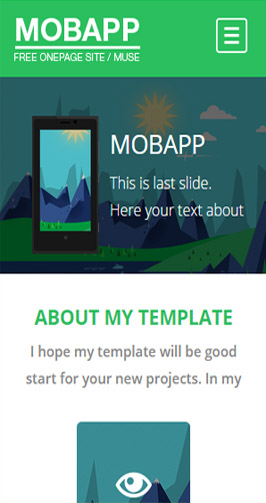 MOBAPP
FREE ONEPAGE SITE / MUSE
MOBAPP
This is last slide.
Here your text about
ABOUT MY TEMPLATE
I hope my template will be good
start for your new projects. In my